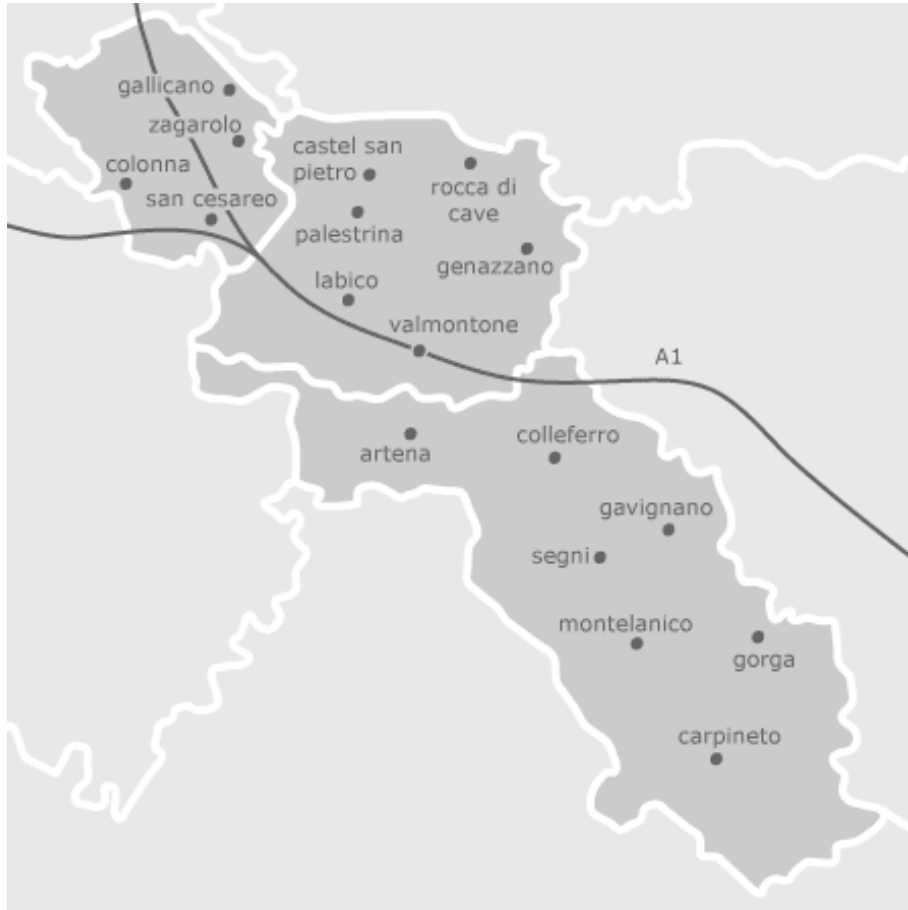 gallicano
zagarolo
colonna
san cesareo
castel san
pietro
rocca di
cave
palestrina
genazzano
labico
valmontone
A1
artena
colleferro
gavignano
segni
montelanico
gorga
carpineto